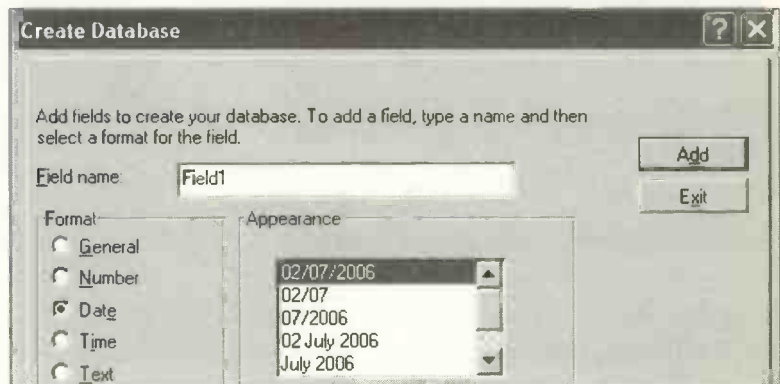 Create Database
Add fields to create your database. To add a field, type a name and then
select a format for the field.
Field name: Field1
Add
Exit
Format
General
Number
Date
Time
Text
Appearance
02/07/2006
02/07
07/2006
02 July 2006
July 2006